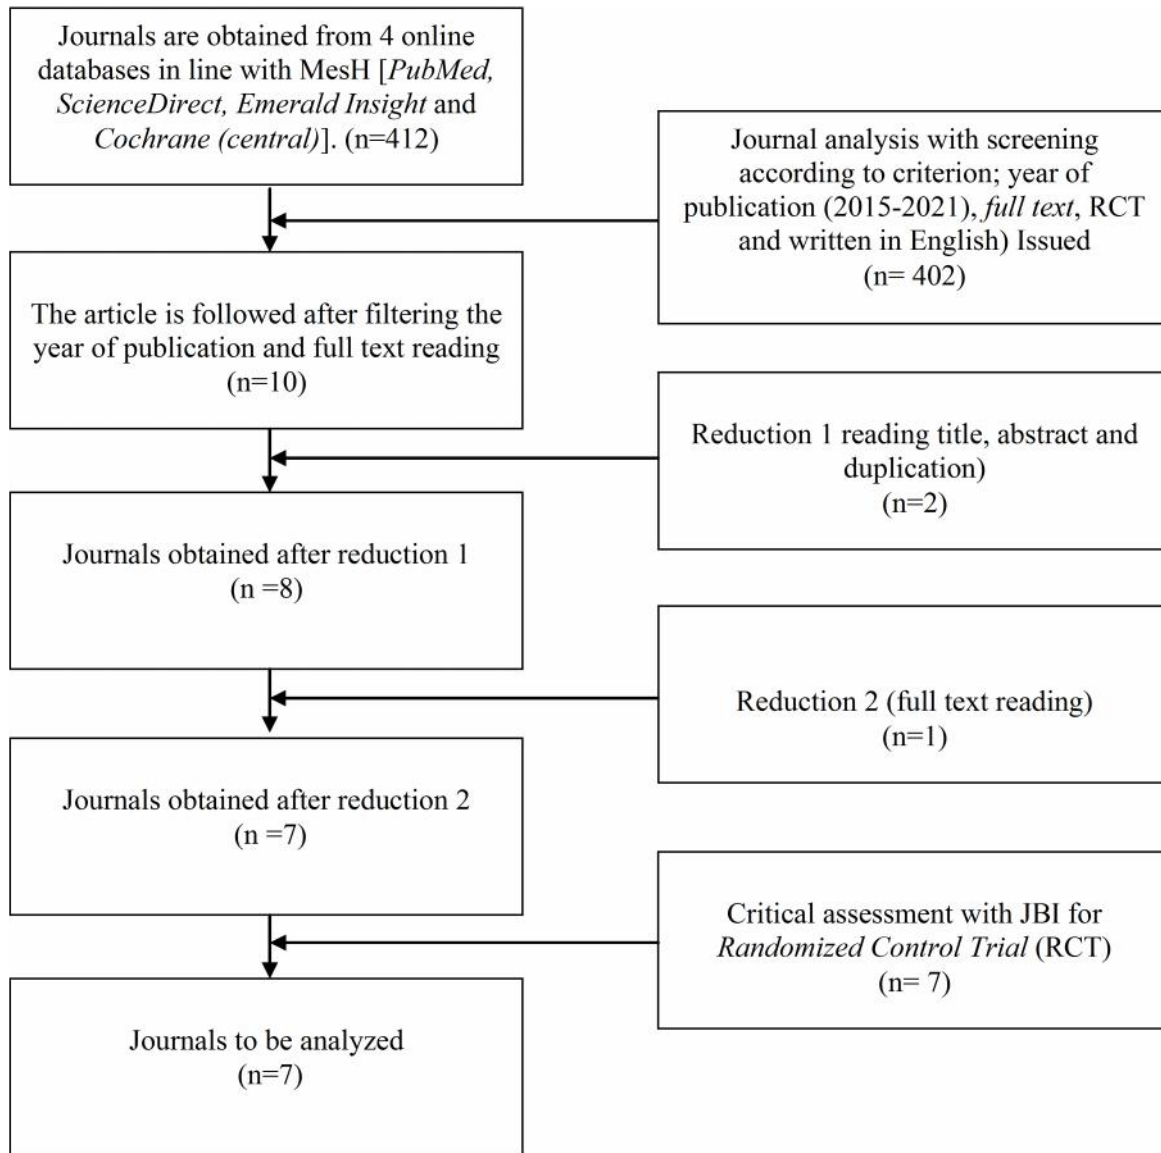 Journals are obtained from 4 online
databases in line with MesH [PubMed,
ScienceDirect, Emerald Insight and
Cochrane (central)]. (n=412)
Journal analysis with screening
according to criterion; year of
publication (2015-2021), full text, RCT
and written in English) Issued
(n= 402)
The article is followed after filtering the
year of publication and full text reading
(n=10)
Reduction 1 reading title, abstract and
duplication)
(n=2)
Journals obtained after reduction 1
(n =8)
Reduction 2 (full text reading)
(n=1)
Journals obtained after reduction 2
(n =7)
Critical assessment with JBI for
Randomized Control Trial (RCT)
(n= 7)
Journals to be analyzed
(n=7)